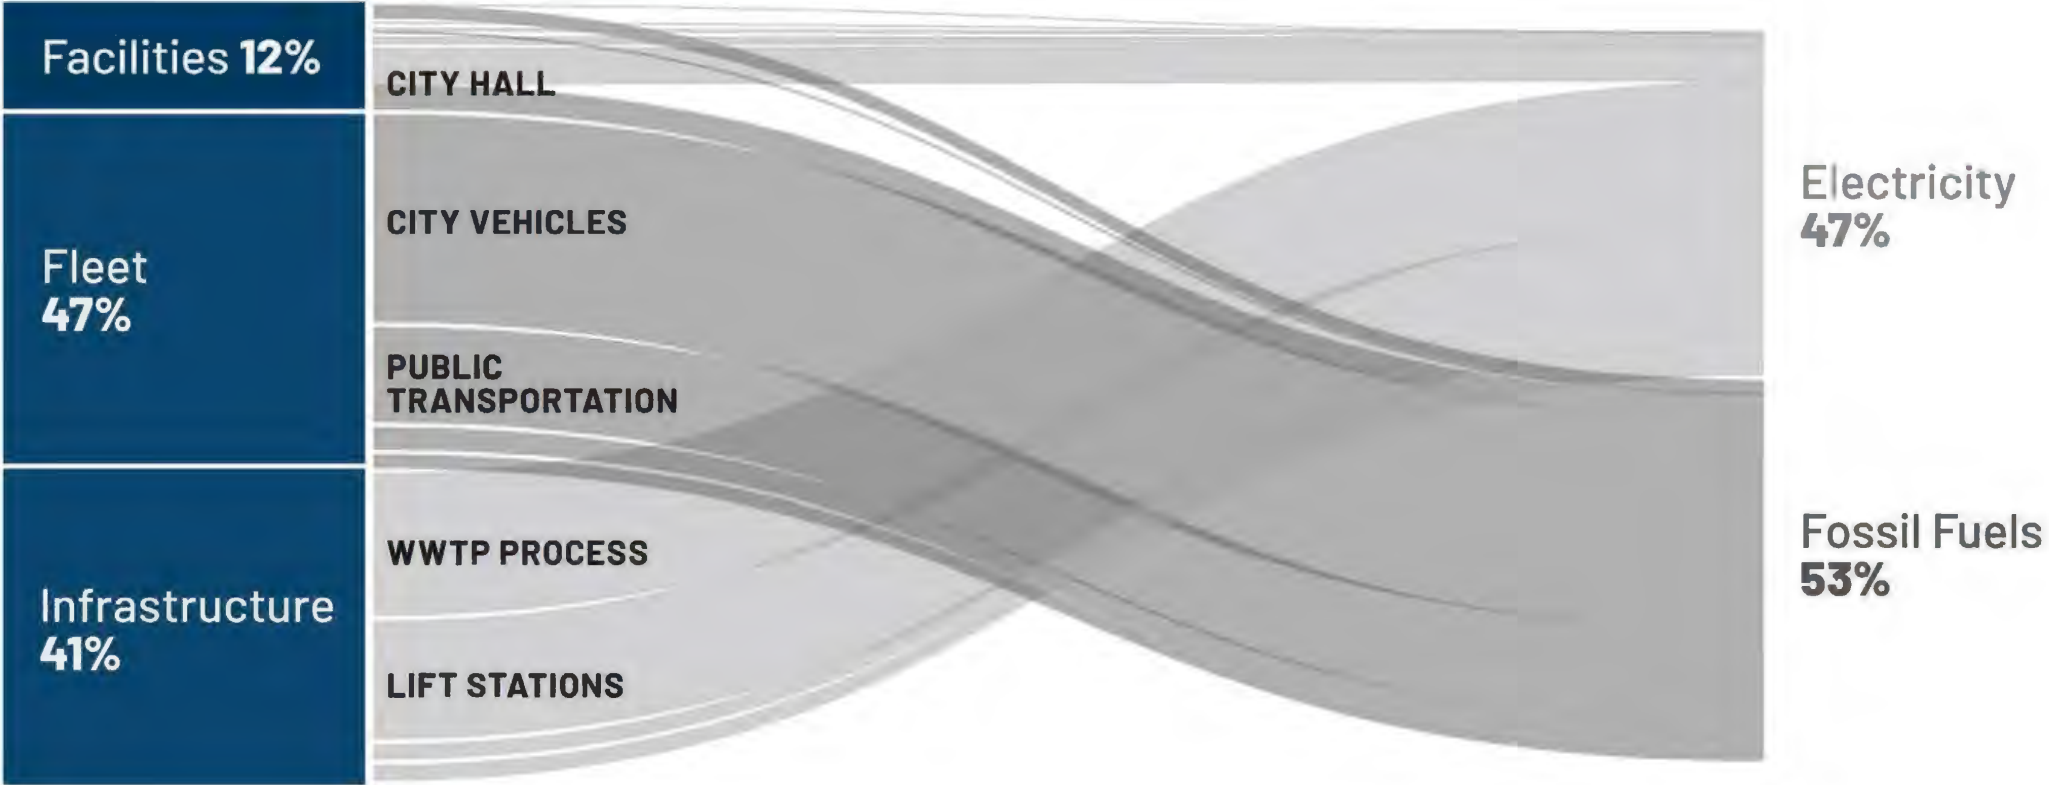 Facilities 12%
CITY HALL
Fleet
47%
CITY VEHICLES
PUBLIC
TRANSPORTATION
Infrastructure
41%
WWTP PROCESS
LIFT STATIONS
Electricity
47%
Fossil Fuels
53%